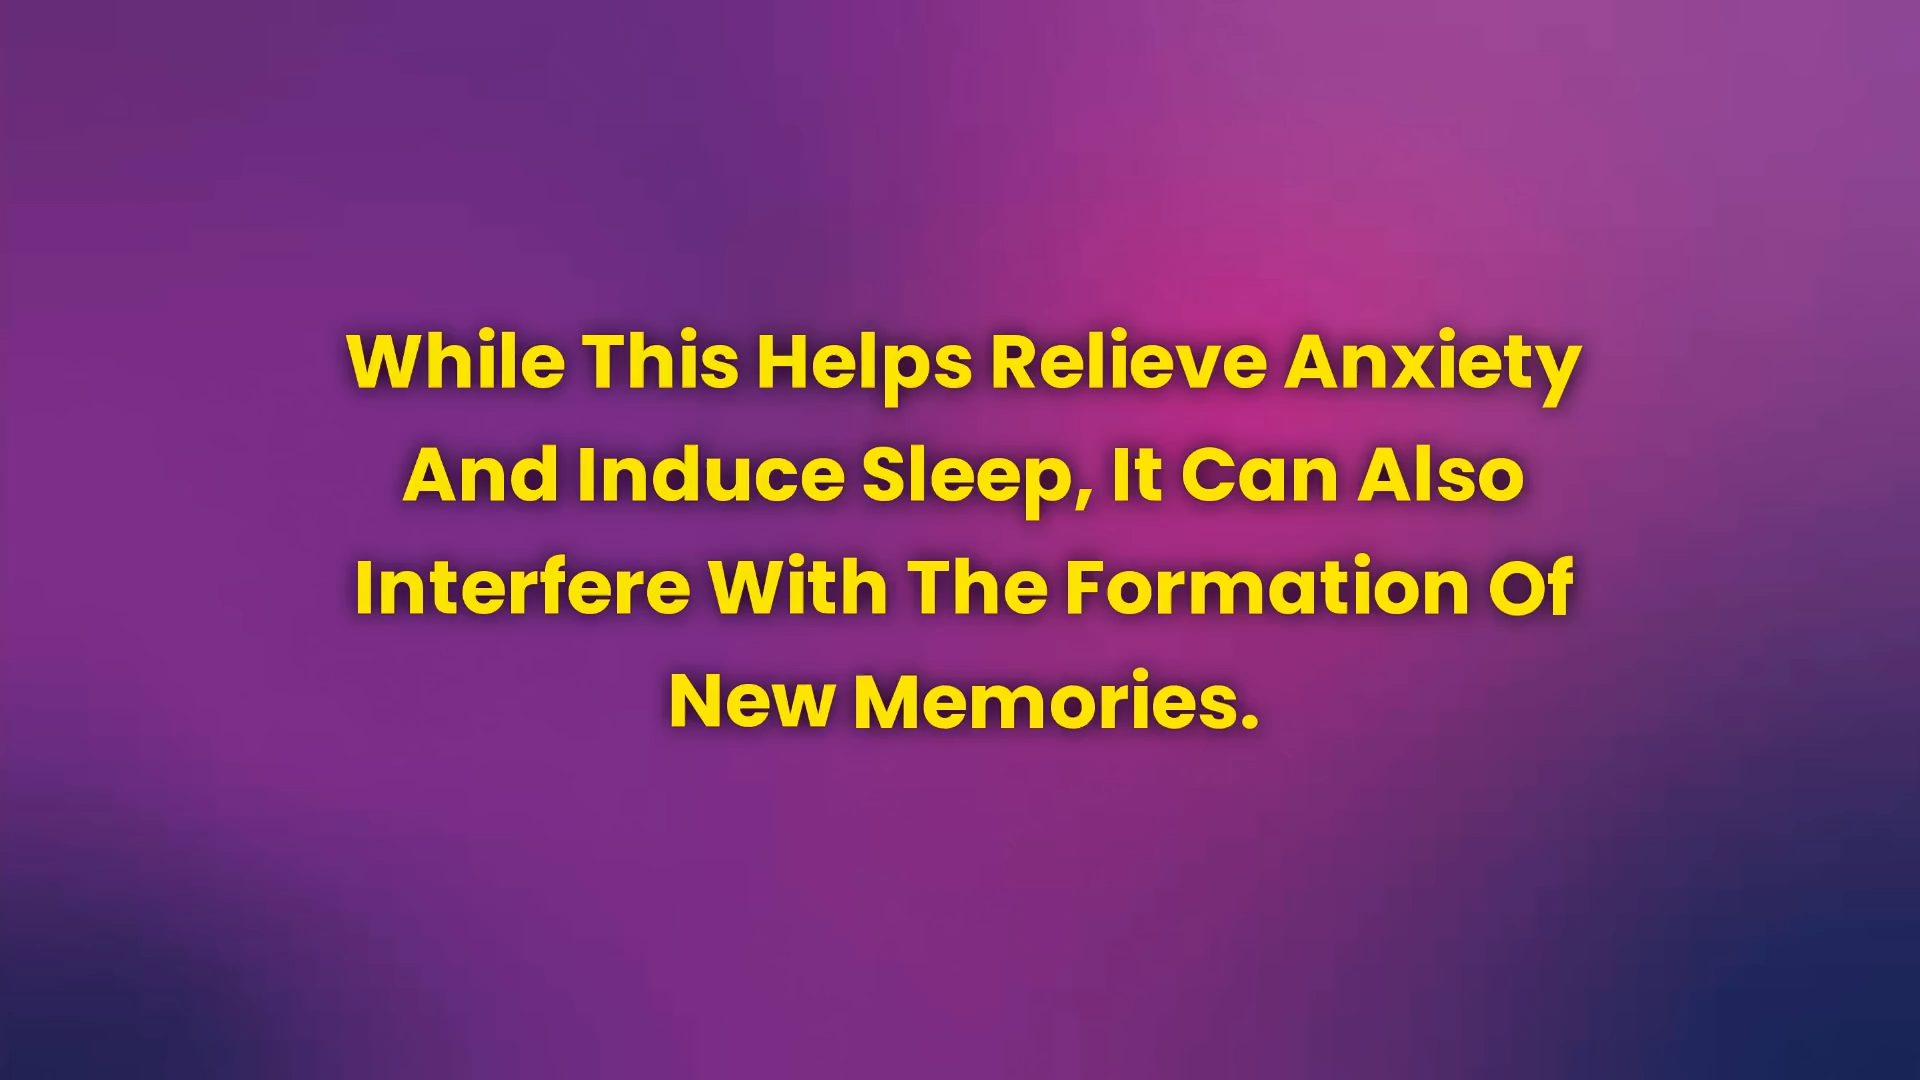 While This Helps Relieve Anxiety
And Induce Sleep, It Can Also
Interfere With The Formation Of
New Memories.